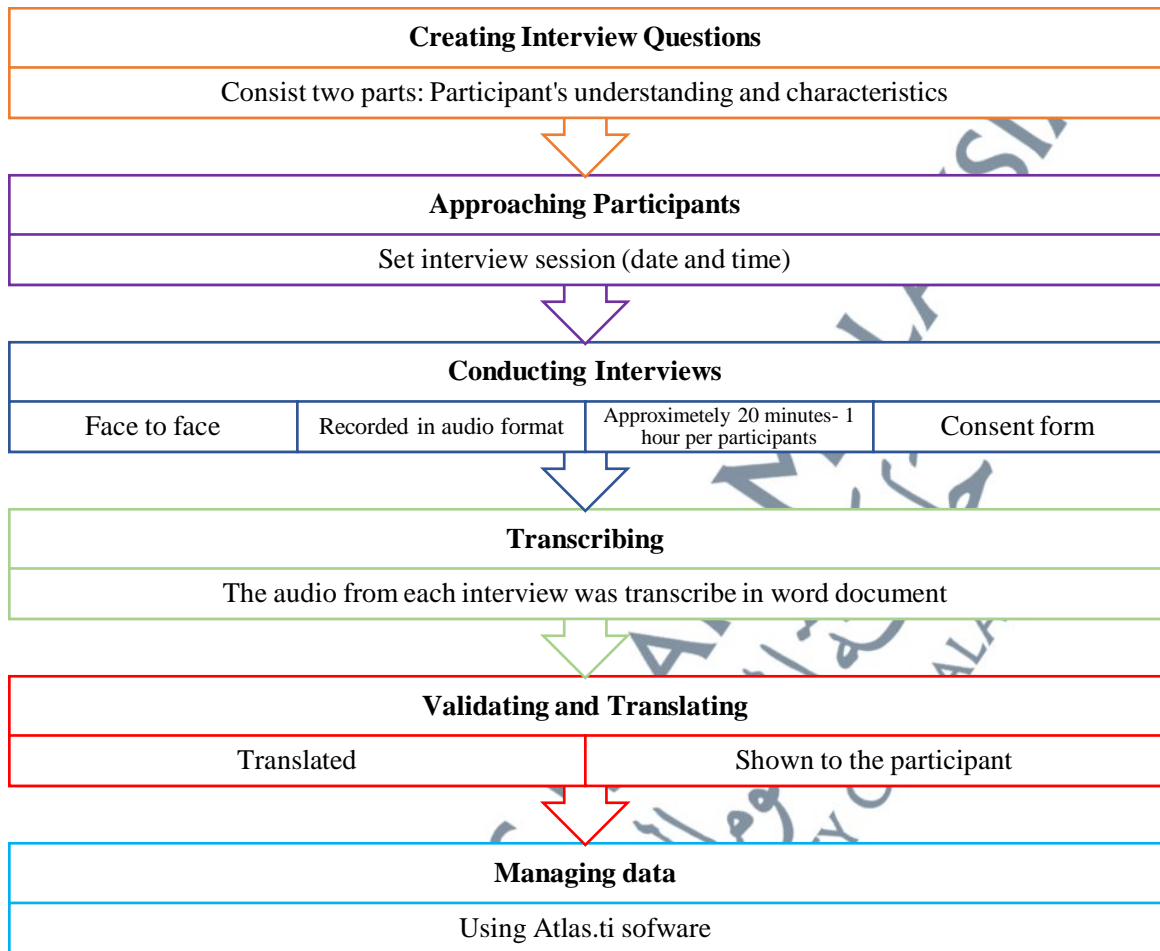 Creating Interview Questions
Consist two parts: Participant's understanding and characteristics
Approaching Participants
Set interview session (date and time)
Conducting Interviews
Face to face
Recorded in audio format
Approximetely 20 minutes- 1
hour per participants
Consent form
Transcribing
The audio from each interview was transcribe in word document
Validating and Translating
Translated
Shown to the participant
Managing data
Using Atlas.ti sofware